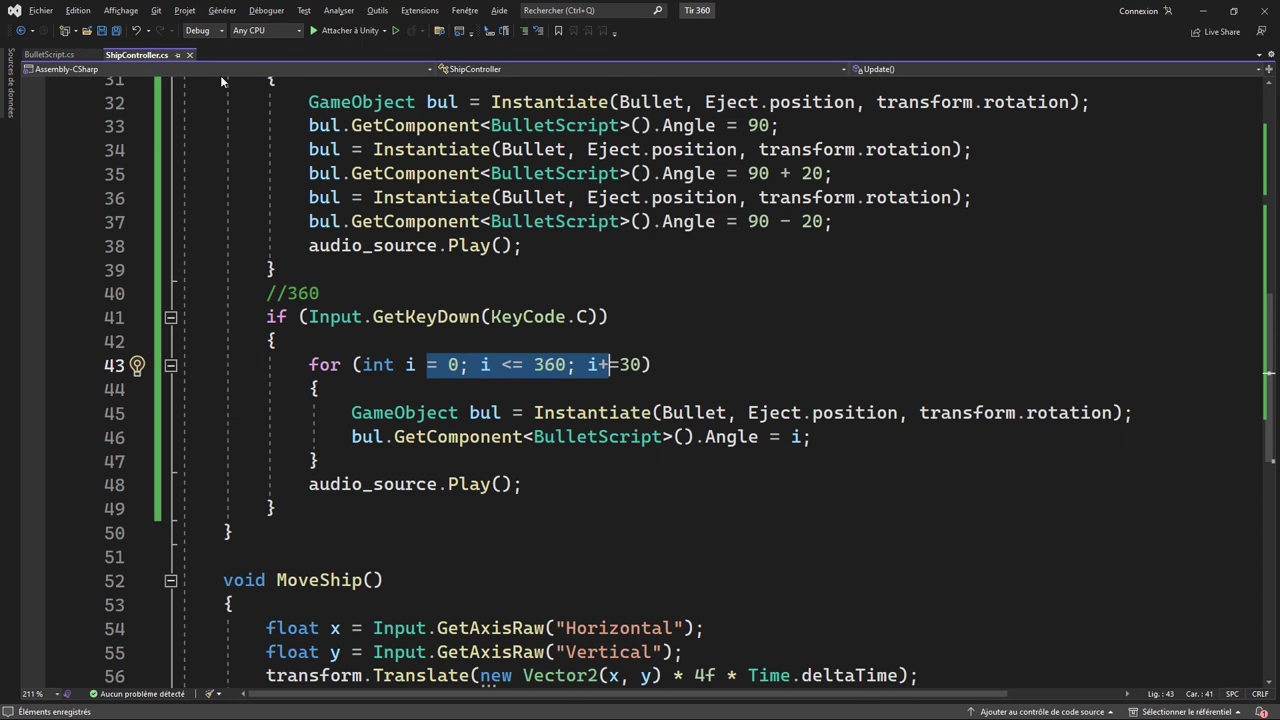 Fichier Edition Affichage Git Projet Générer Déboguer Test Analyser Outils Extensions Fenêtre Aide Rechercher (Ctrl+Q) Tir 360 Connexion
Debug Any CPU Attacher à Unity Live Share
BulletScript.cs ShipController.cs
Assembly-CSharp ShipController Update()
Sources de données
31 {
32 GameObject bul = Instantiate(Bullet, Eject.position, transform.rotation);
33 bul.GetComponent<BulletScript>().Angle = 90;
34 bul = Instantiate(Bullet, Eject.position, transform.rotation);
35 bul.GetComponent<BulletScript>().Angle = 90 + 20;
36 bul = Instantiate(Bullet, Eject.position, transform.rotation);
37 bul.GetComponent<BulletScript>().Angle = 90 - 20;
38 audio_source.Play();
39 }
40 //360
41 if (Input.GetKeyDown(KeyCode.C))
42 {
43 for (int i = 0; i <= 360; i+=30)
44 {
45 GameObject bul = Instantiate(Bullet, Eject.position, transform.rotation);
46 bul.GetComponent<BulletScript>().Angle = i;
47 }
48 audio_source.Play();
49 }
50 }
51
52 void MoveShip()
53 {
54 float x = Input.GetAxisRaw("Horizontal");
55 float y = Input.GetAxisRaw("Vertical");
56 transform.Translate(new Vector2(x, y) * 4f * Time.deltaTime);
211 % Aucun problème détecté Lig. : 43 Car. : 41 SPC CRLF
Éléments enregistrés Ajouter au contrôle de code source Sélectionner le référentiel 1